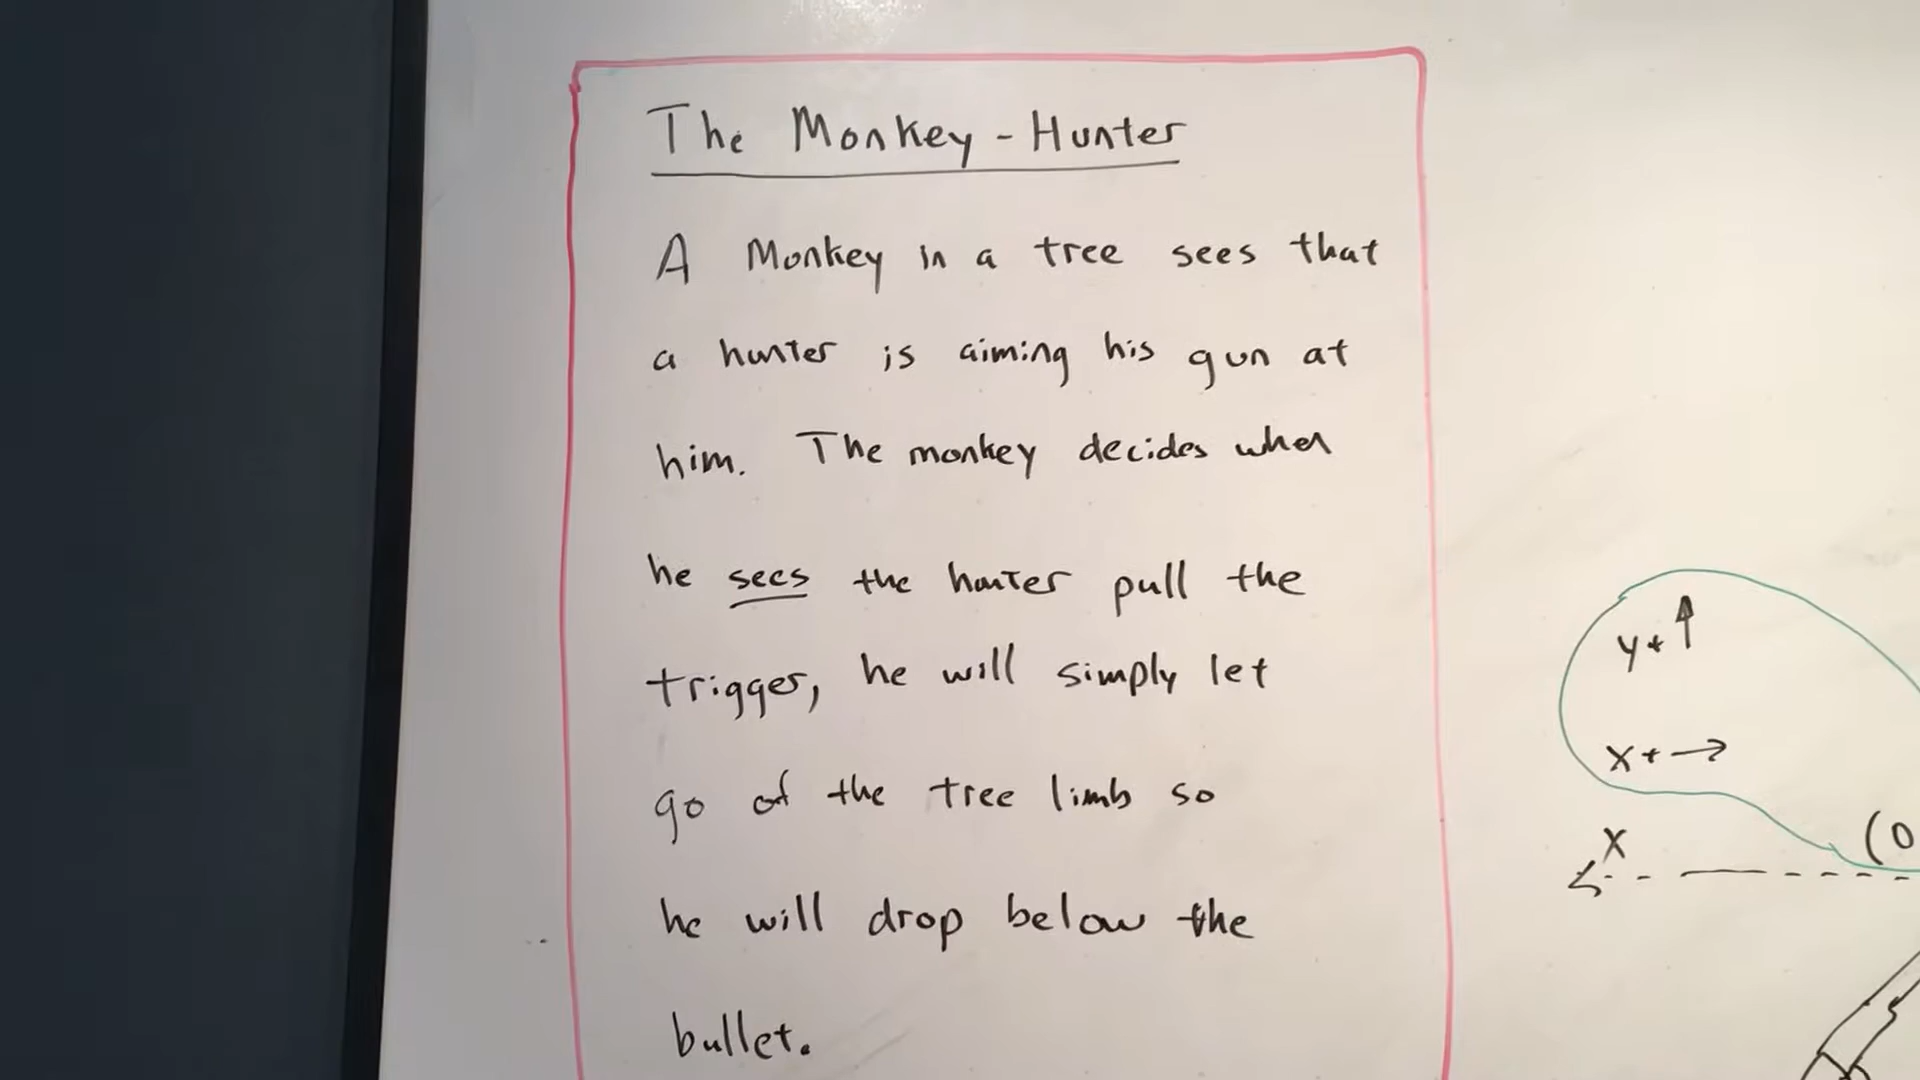 The Monkey - Hunter
A Monkey in a tree sees that
a hunter is aiming his gun at
him. The monkey decides when
he sees the hunter pull the
trigger, he will simply let
go of the tree limb so
he will drop below the
bullet.
y+ ↑
x+ →
x
(0